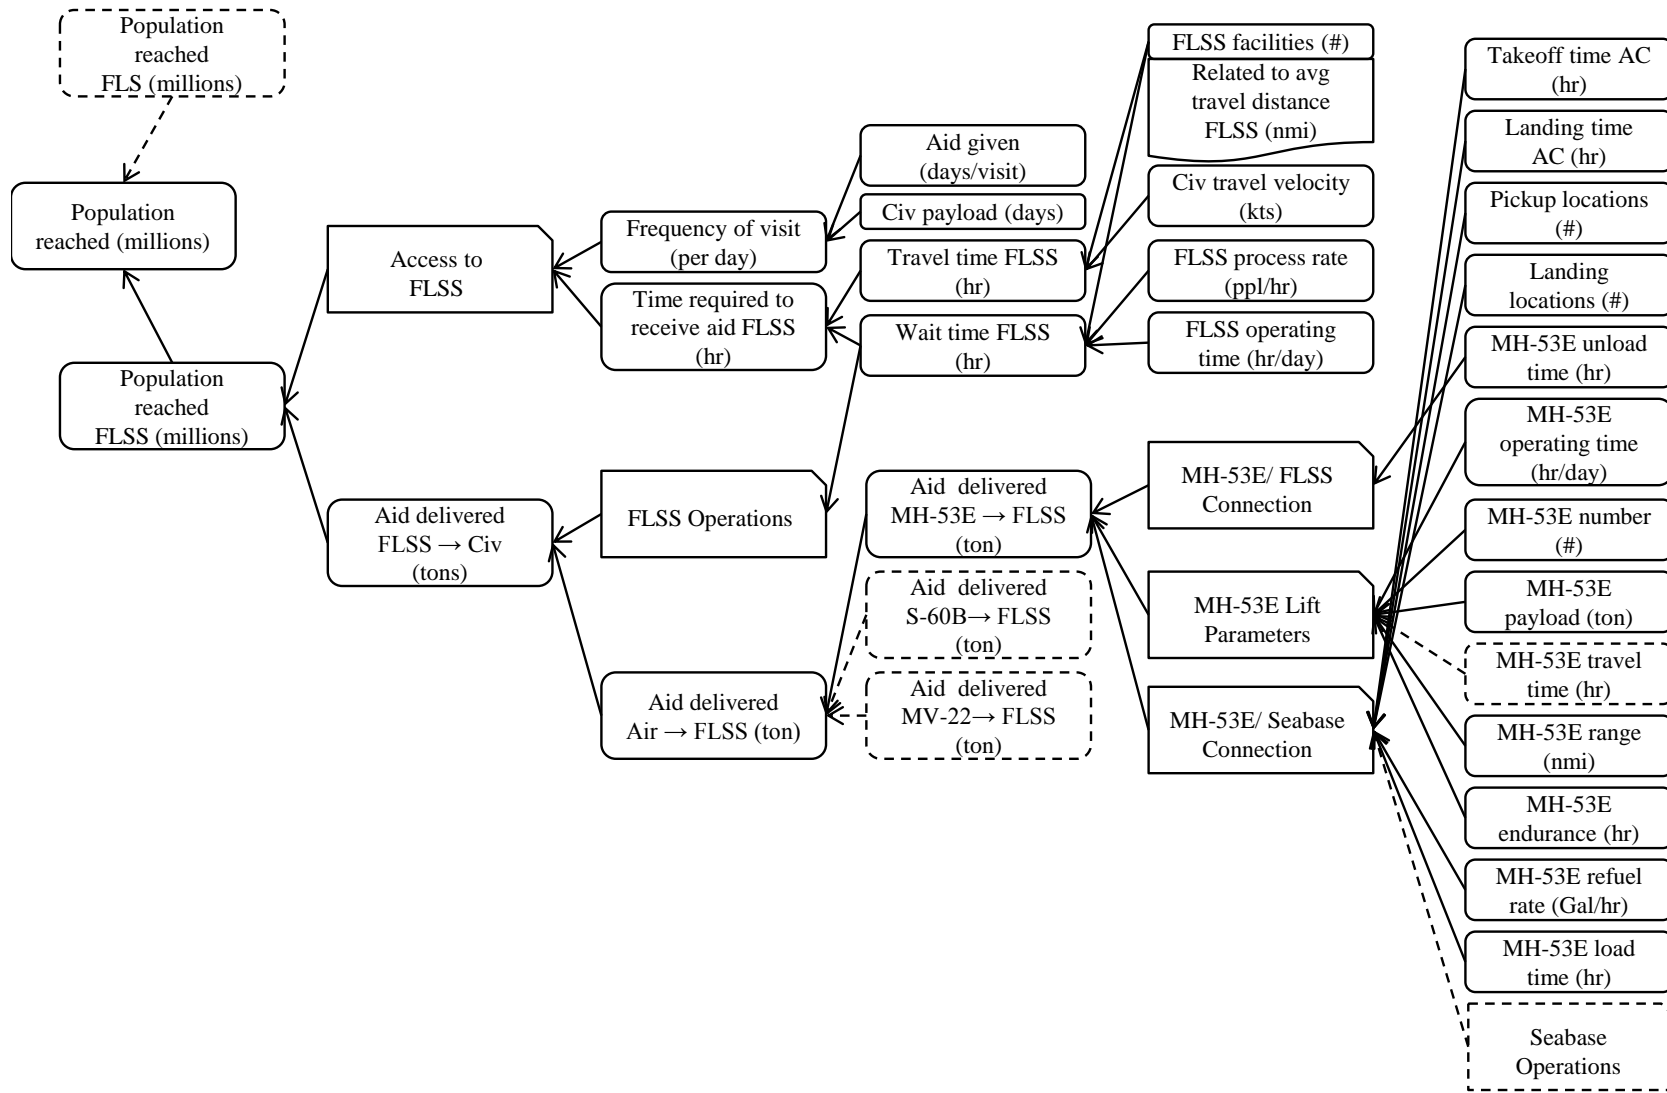 Population
reached
FLS (millions)
Population
reached (millions)
Population
reached
FLSS (millions)
Access to
FLSS
Aid delivered
FLSS → Civ
(tons)
Frequency of visit
(per day)
Time required to
receive aid FLSS
(hr)
FLSS Operations
Aid delivered
Air → FLSS (ton)
Aid given
(days/visit)
Civ payload (days)
Travel time FLSS
(hr)
Wait time FLSS
(hr)
Aid delivered
MH-53E → FLSS
(ton)
Aid delivered
S-60B→ FLSS
(ton)
Aid delivered
MV-22→ FLSS
(ton)
FLSS facilities (#)
Related to avg
travel distance
FLSS (nmi)
Civ travel velocity
(kts)
FLSS process rate
(ppl/hr)
FLSS operating
time (hr/day)
MH-53E/ FLSS
Connection
MH-53E Lift
Parameters
MH-53E/ Seabase
Connection
Takeoff time AC
(hr)
Landing time
AC (hr)
Pickup locations
(#)
Landing
locations (#)
MH-53E unload
time (hr)
MH-53E
operating time
(hr/day)
MH-53E number
(#)
MH-53E
payload (ton)
MH-53E travel
time (hr)
MH-53E range
(nmi)
MH-53E
endurance (hr)
MH-53E refuel
rate (Gal/hr)
MH-53E load
time (hr)
Seabase
Operations